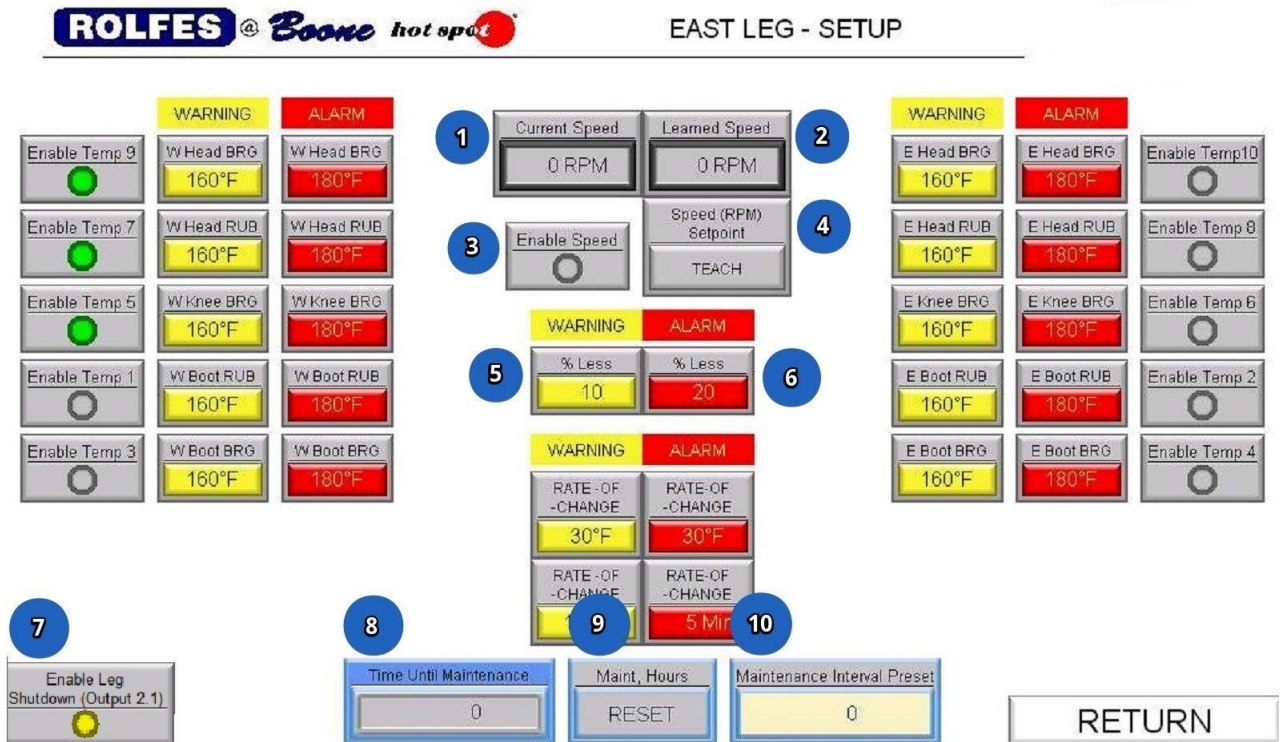 ROLFES @ Boone hot spot
EAST LEG - SETUP
WARNING ALARM
Enable Temp 9
W Head BRG
160°F
W Head BRG
180°F
Enable Temp 7
W Head RUB
160°F
W Head RUB
180°F
Enable Temp 5
W Knee BRG
160°F
W Knee BRG
180°F
Enable Temp 1
W Boot RUB
160°F
W Boot RUB
180°F
Enable Temp 3
W Boot BRG
160°F
W Boot BRG
180°F
1
Current Speed
0 RPM
Learned Speed
0 RPM
2
3
Enable Speed
Speed (RPM)
Setpoint
TEACH
4
WARNING ALARM
5
% Less
10
% Less
20
6
WARNING ALARM
RATE-OF
-CHANGE
30°F
RATE-OF
-CHANGE
30°F
RATE-OF
-CHANGE
RATE-OF
-CHANGE
5 Min
WARNING ALARM
E Head BRG
160°F
E Head BRG
180°F
Enable Temp10
E Head RUB
160°F
E Head RUB
180°F
Enable Temp 8
E Knee BRG
160°F
E Knee BRG
180°F
Enable Temp 6
E Boot RUB
160°F
E Boot RUB
180°F
Enable Temp 2
E Boot BRG
160°F
E Boot BRG
180°F
Enable Temp 4
7
Enable Leg
Shutdown (Output 2.1)
8
Time Until Maintenance
0
9
Maint, Hours
RESET
10
Maintenance Interval Preset
0
RETURN